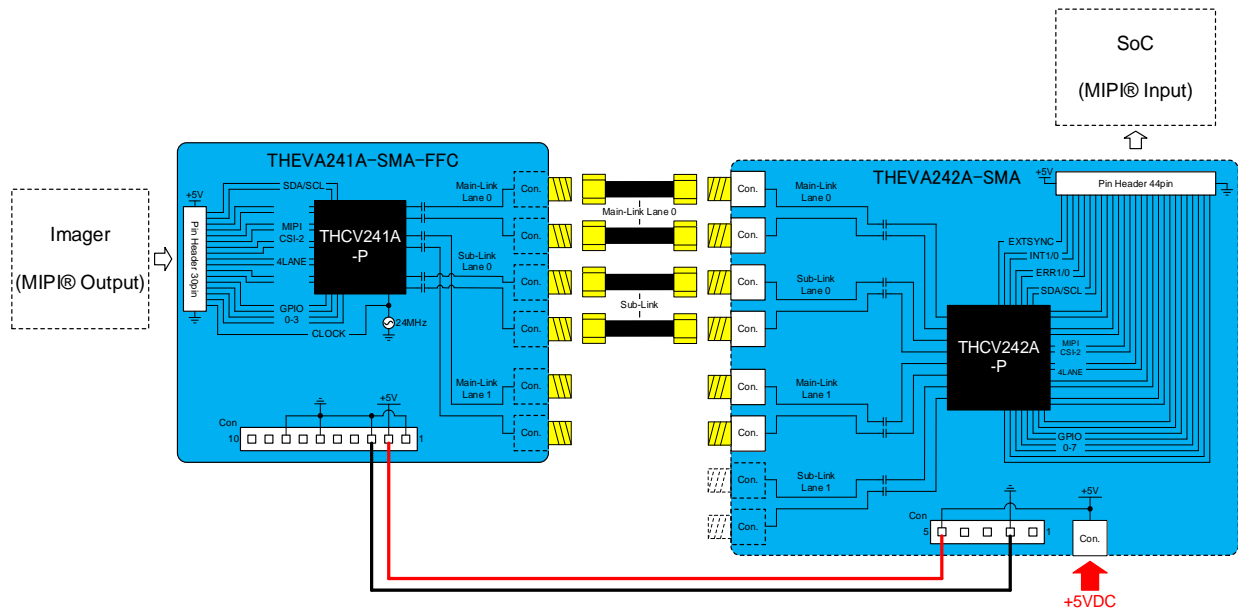 SoC
(MIPI® Input)
Imager
(MIPI® Output)
THEVA241A-SMA-FFC
+5V
SDA/SCL
Pin Header 30pin
MIPI
CSI-2
4LANE
GPIO
0-3
CLOCK
THCV241A
-P
24MHz
Main-Link
Lane 0
Sub-Link
Lane 0
Main-Link
Lane 1
Con.
Con.
Con.
Con.
Con.
Con.
+5V
Con
10
1
Main-Link Lane 0
Sub-Link
THEVA242A-SMA
+5V
Pin Header 44pin
Con.
Con.
Con.
Con.
Con.
Con.
Con.
Con.
Main-Link
Lane 0
Sub-Link
Lane 0
Main-Link
Lane 1
Sub-Link
Lane 1
EXTSYNC
INT1/0
ERR1/0
SDA/SCL
THCV242A
-P
MIPI
CSI-2
4LANE
GPIO
0-7
+5V
Con
5
1
Con.
+5VDC